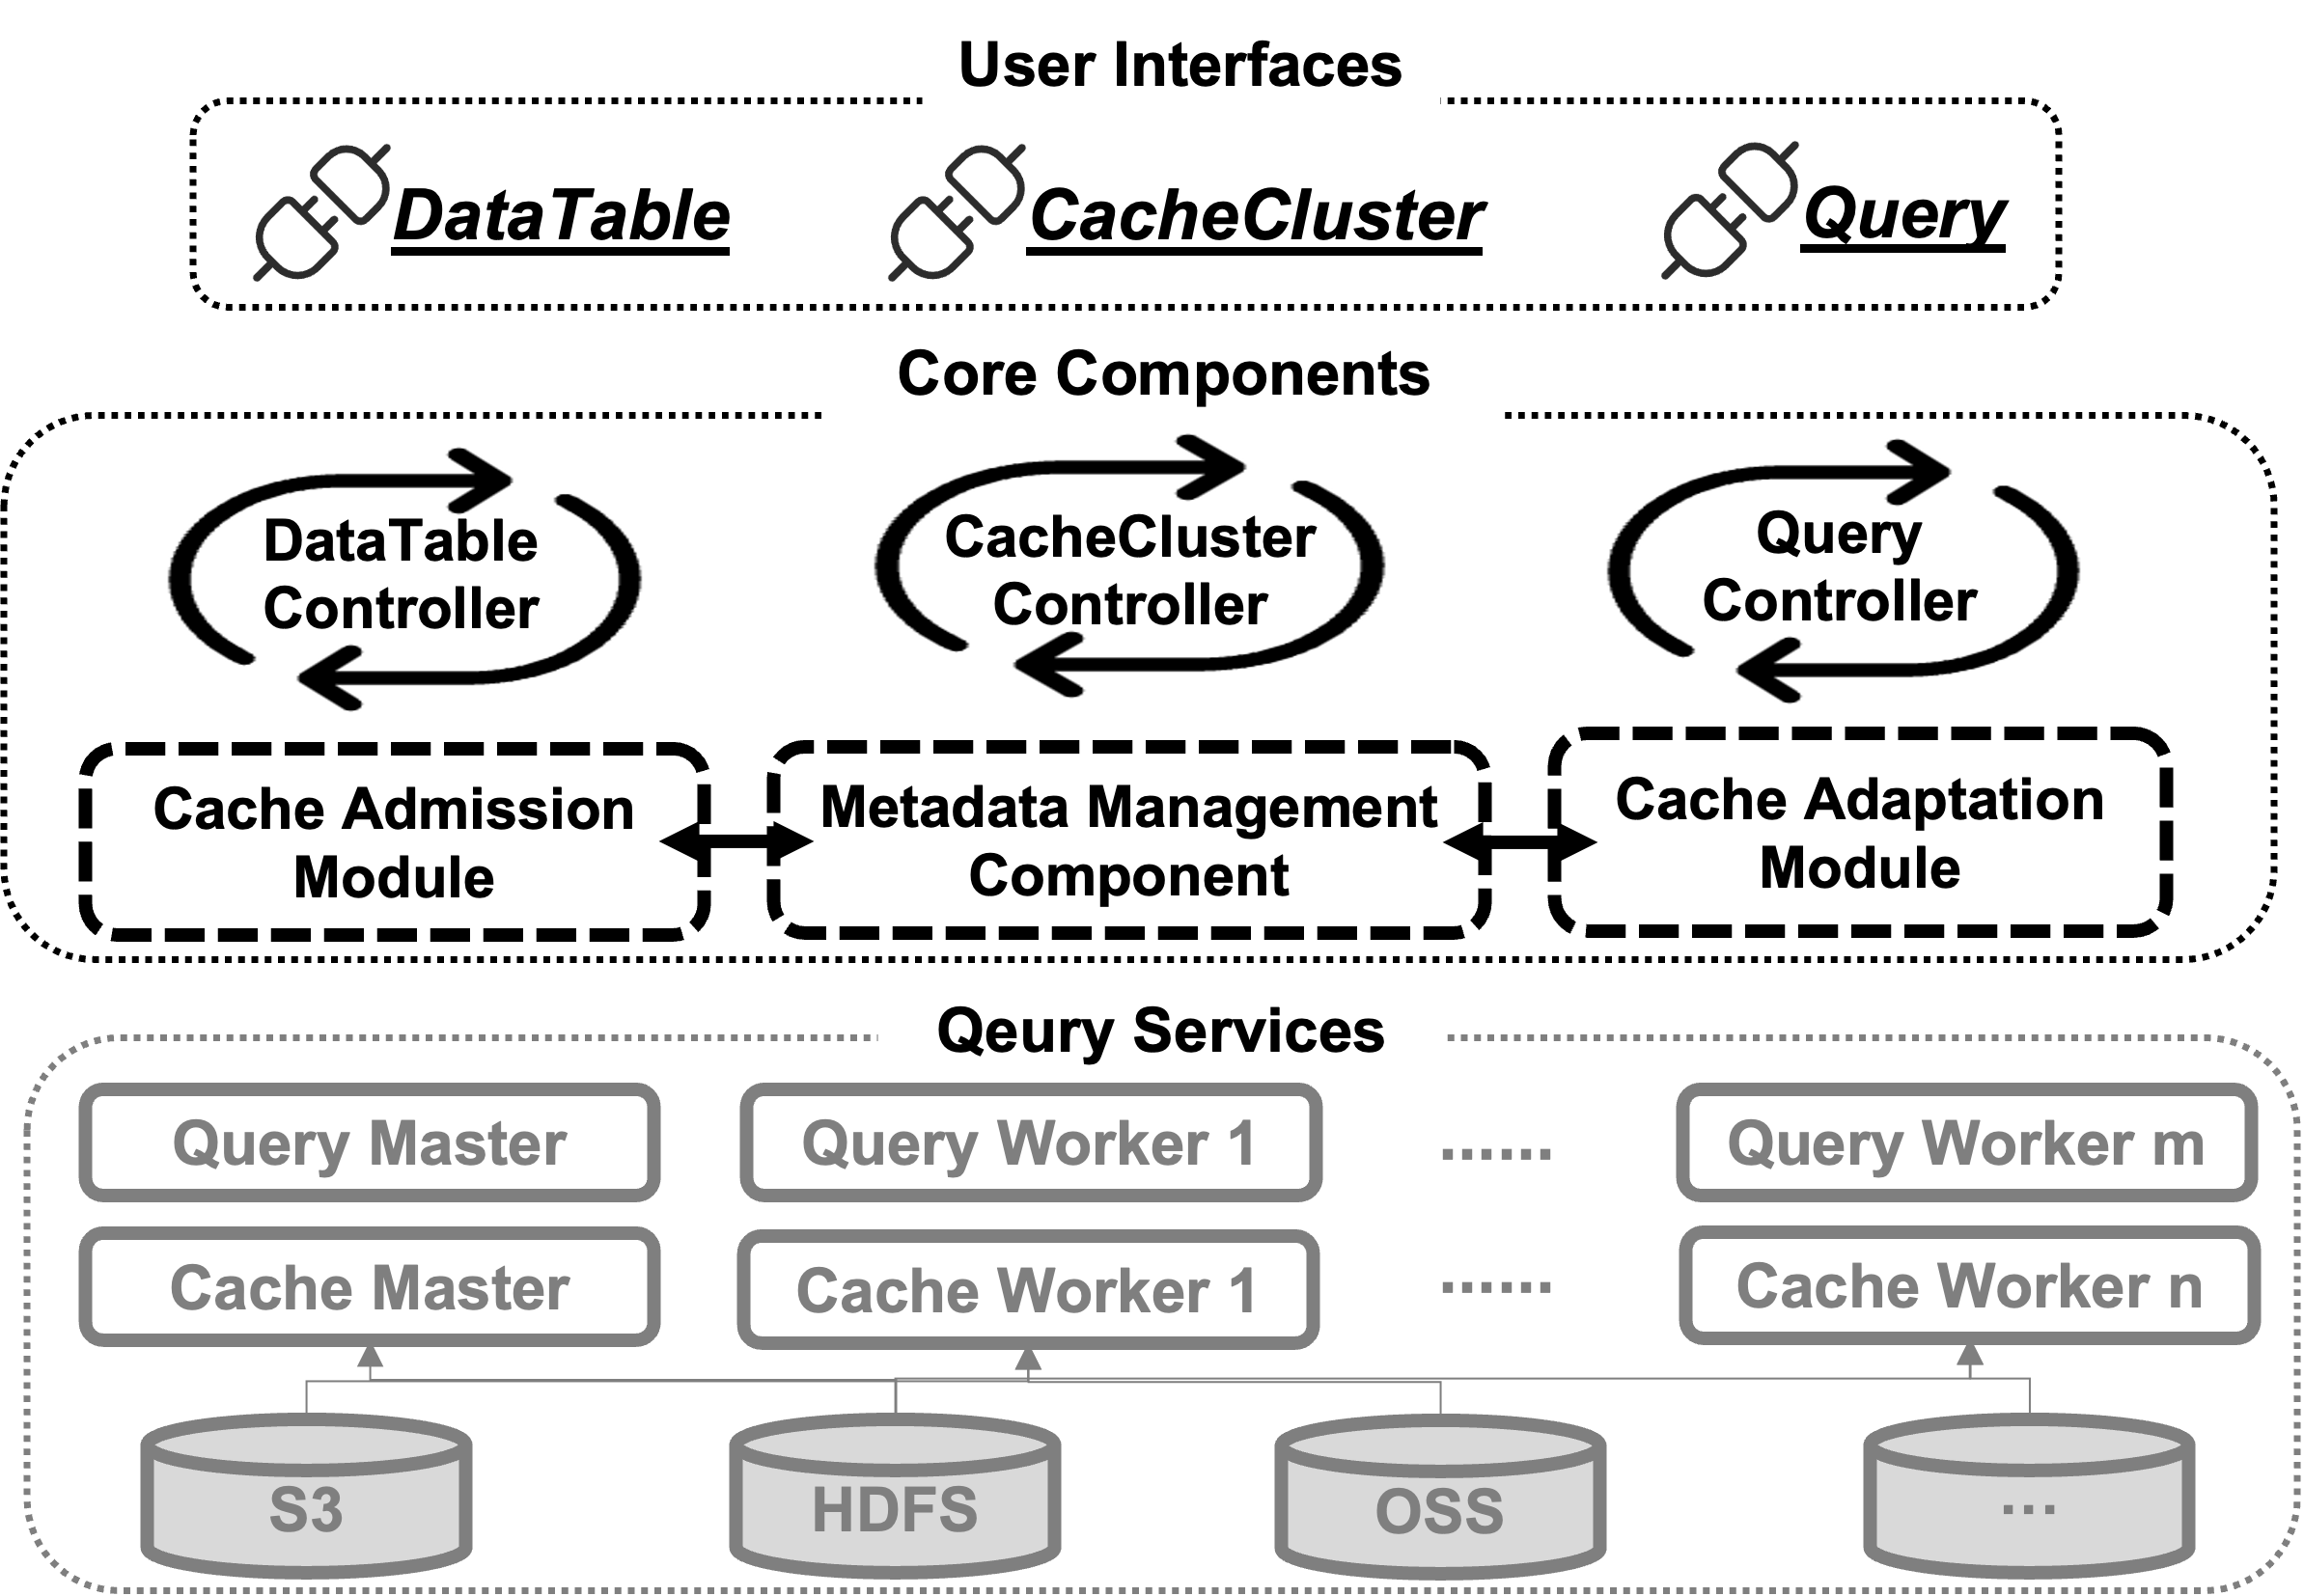 User Interfaces
DataTable
CacheCluster
Query
Core Components
DataTable
Controller
CacheCluster
Controller
Query
Controller
Cache Admission
Module
Metadata Management
Component
Cache Adaptation
Module
Qeury Services
Query Master
Query Worker 1
......
Query Worker m
Cache Master
Cache Worker 1
......
Cache Worker n
S3
HDFS
OSS
...